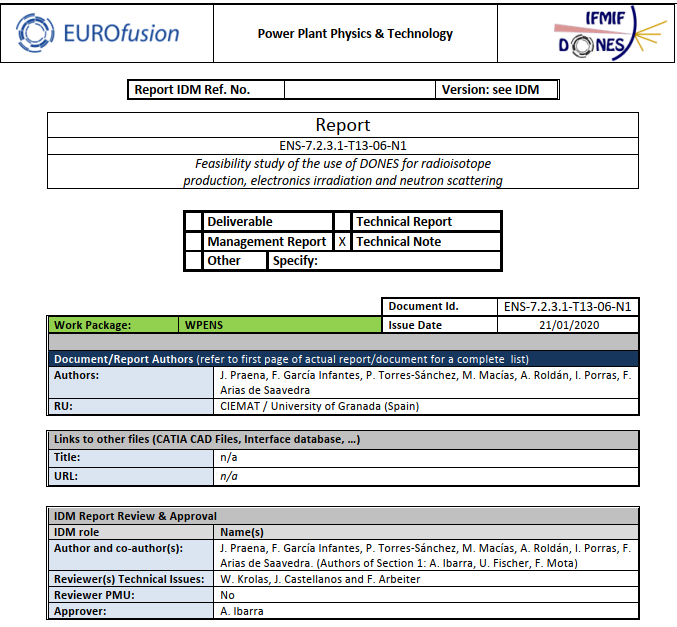 EUROfusion
Power Plant Physics & Technology
IFMIF
DONES
Report IDM Ref. No.
Version: see IDM
Report
ENS-7.2.3.1-T13-06-N1
Feasibility study of the use of DONES for radioisotope
production, electronics irradiation and neutron scattering
Deliverable
Technical Report
Management Report
X
Technical Note
Other
Specify:
Document Id.
ENS-7.2.3.1-T13-06-N1
Work Package:
WPENS
Issue Date
21/01/2020
Document/Report Authors (refer to first page of actual report/document for a complete list)
Authors:
J. Praena, F. García Infantes, P. Torres-Sánchez, M. Macías, A. Roldán, I. Porras, F.
Arias de Saavedra
RU:
CIEMAT / University of Granada (Spain)
Links to other files (CATIA CAD Files, Interface database, …)
Title:
n/a
URL:
n/a
IDM Report Review & Approval
IDM role
Name(s)
Author and co-author(s):
J. Praena, F. García Infantes, P. Torres-Sánchez, M. Macías, A. Roldán, I. Porras, F.
Arias de Saavedra. (Authors of Section 1: A. Ibarra, U. Fischer, F. Mota)
Reviewer(s) Technical Issues:
W. Krolas, J. Castellanos and F. Arbeiter
Reviewer PMU:
No
Approver:
A. Ibarra